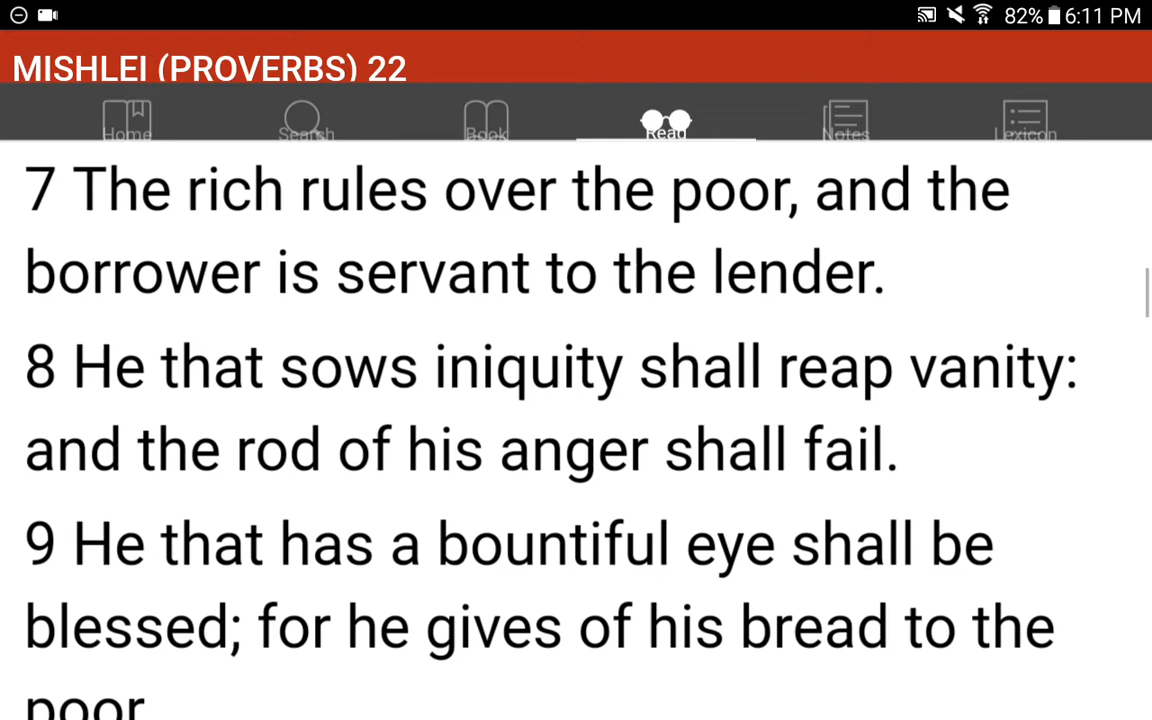 82% 6:11 PM
MISHLEI (PROVERBS) 22
Home Search Book Read Notes Lexicon
7 The rich rules over the poor, and the
borrower is servant to the lender.
8 He that sows iniquity shall reap vanity:
and the rod of his anger shall fail.
9 He that has a bountiful eye shall be
blessed; for he gives of his bread to the
poor